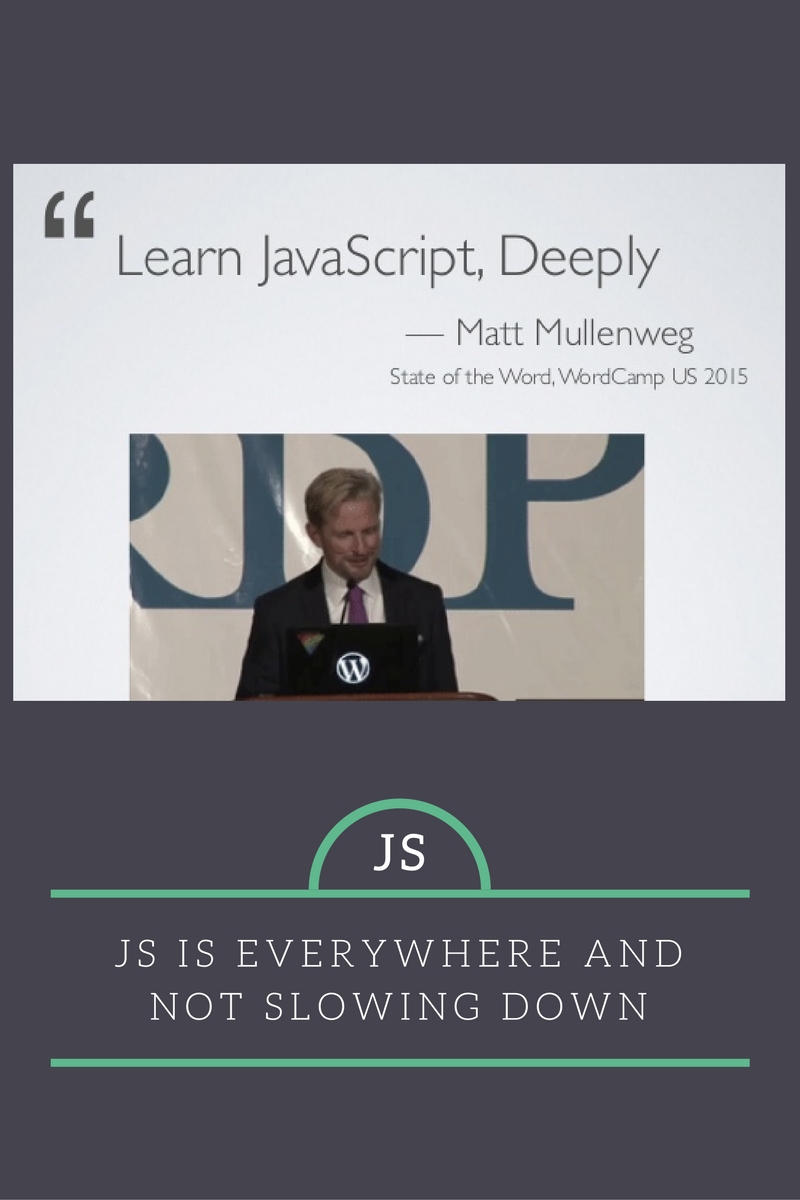 “ Learn JavaScript, Deeply
— Matt Mullenweg
State of the Word, WordCamp US 2015
RDP
W
JS
JS IS EVERYWHERE AND
NOT SLOWING DOWN